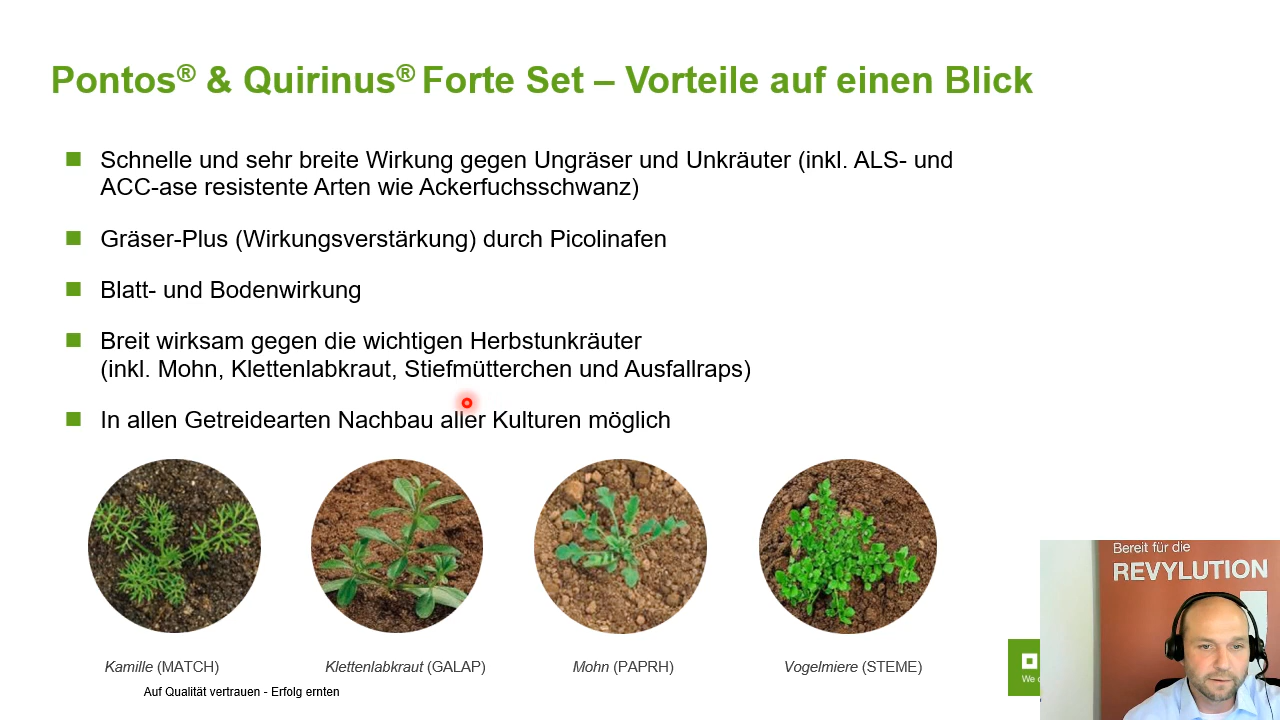 Pontos® & Quirinus® Forte Set – Vorteile auf einen Blick
Schnelle und sehr breite Wirkung gegen Ungräser und Unkräuter (inkl. ALS- und
ACC-ase resistente Arten wie Ackerfuchsschwanz)
Gräser-Plus (Wirkungsverstärkung) durch Picolinafen
Blatt- und Bodenwirkung
Breit wirksam gegen die wichtigen Herbstunkräuter
(inkl. Mohn, Klettenlabkraut, Stiefmütterchen und Ausfallraps)
In allen Getreidearten Nachbau aller Kulturen möglich
Kamille (MATCH)
Klettenlabkraut (GALAP)
Mohn (PAPRH)
Vogelmiere (STEME)
Auf Qualität vertrauen - Erfolg ernten
We
Bereit für die
REVYLUTION